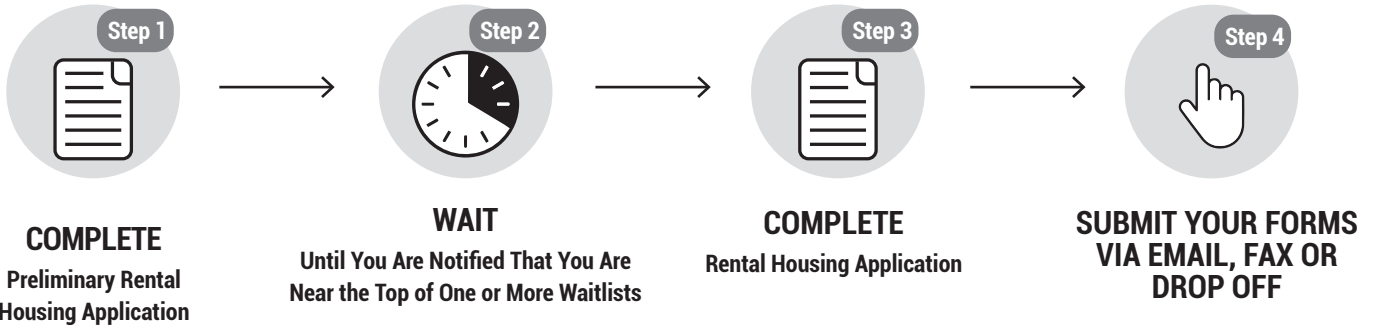 Step 1
COMPLETE
Preliminary Rental
Housing Application
Step 2
WAIT
Until You Are Notified That You Are
Near the Top of One or More Waitlists
Step 3
COMPLETE
Rental Housing Application
Step 4
SUBMIT YOUR FORMS
VIA EMAIL, FAX OR
DROP OFF